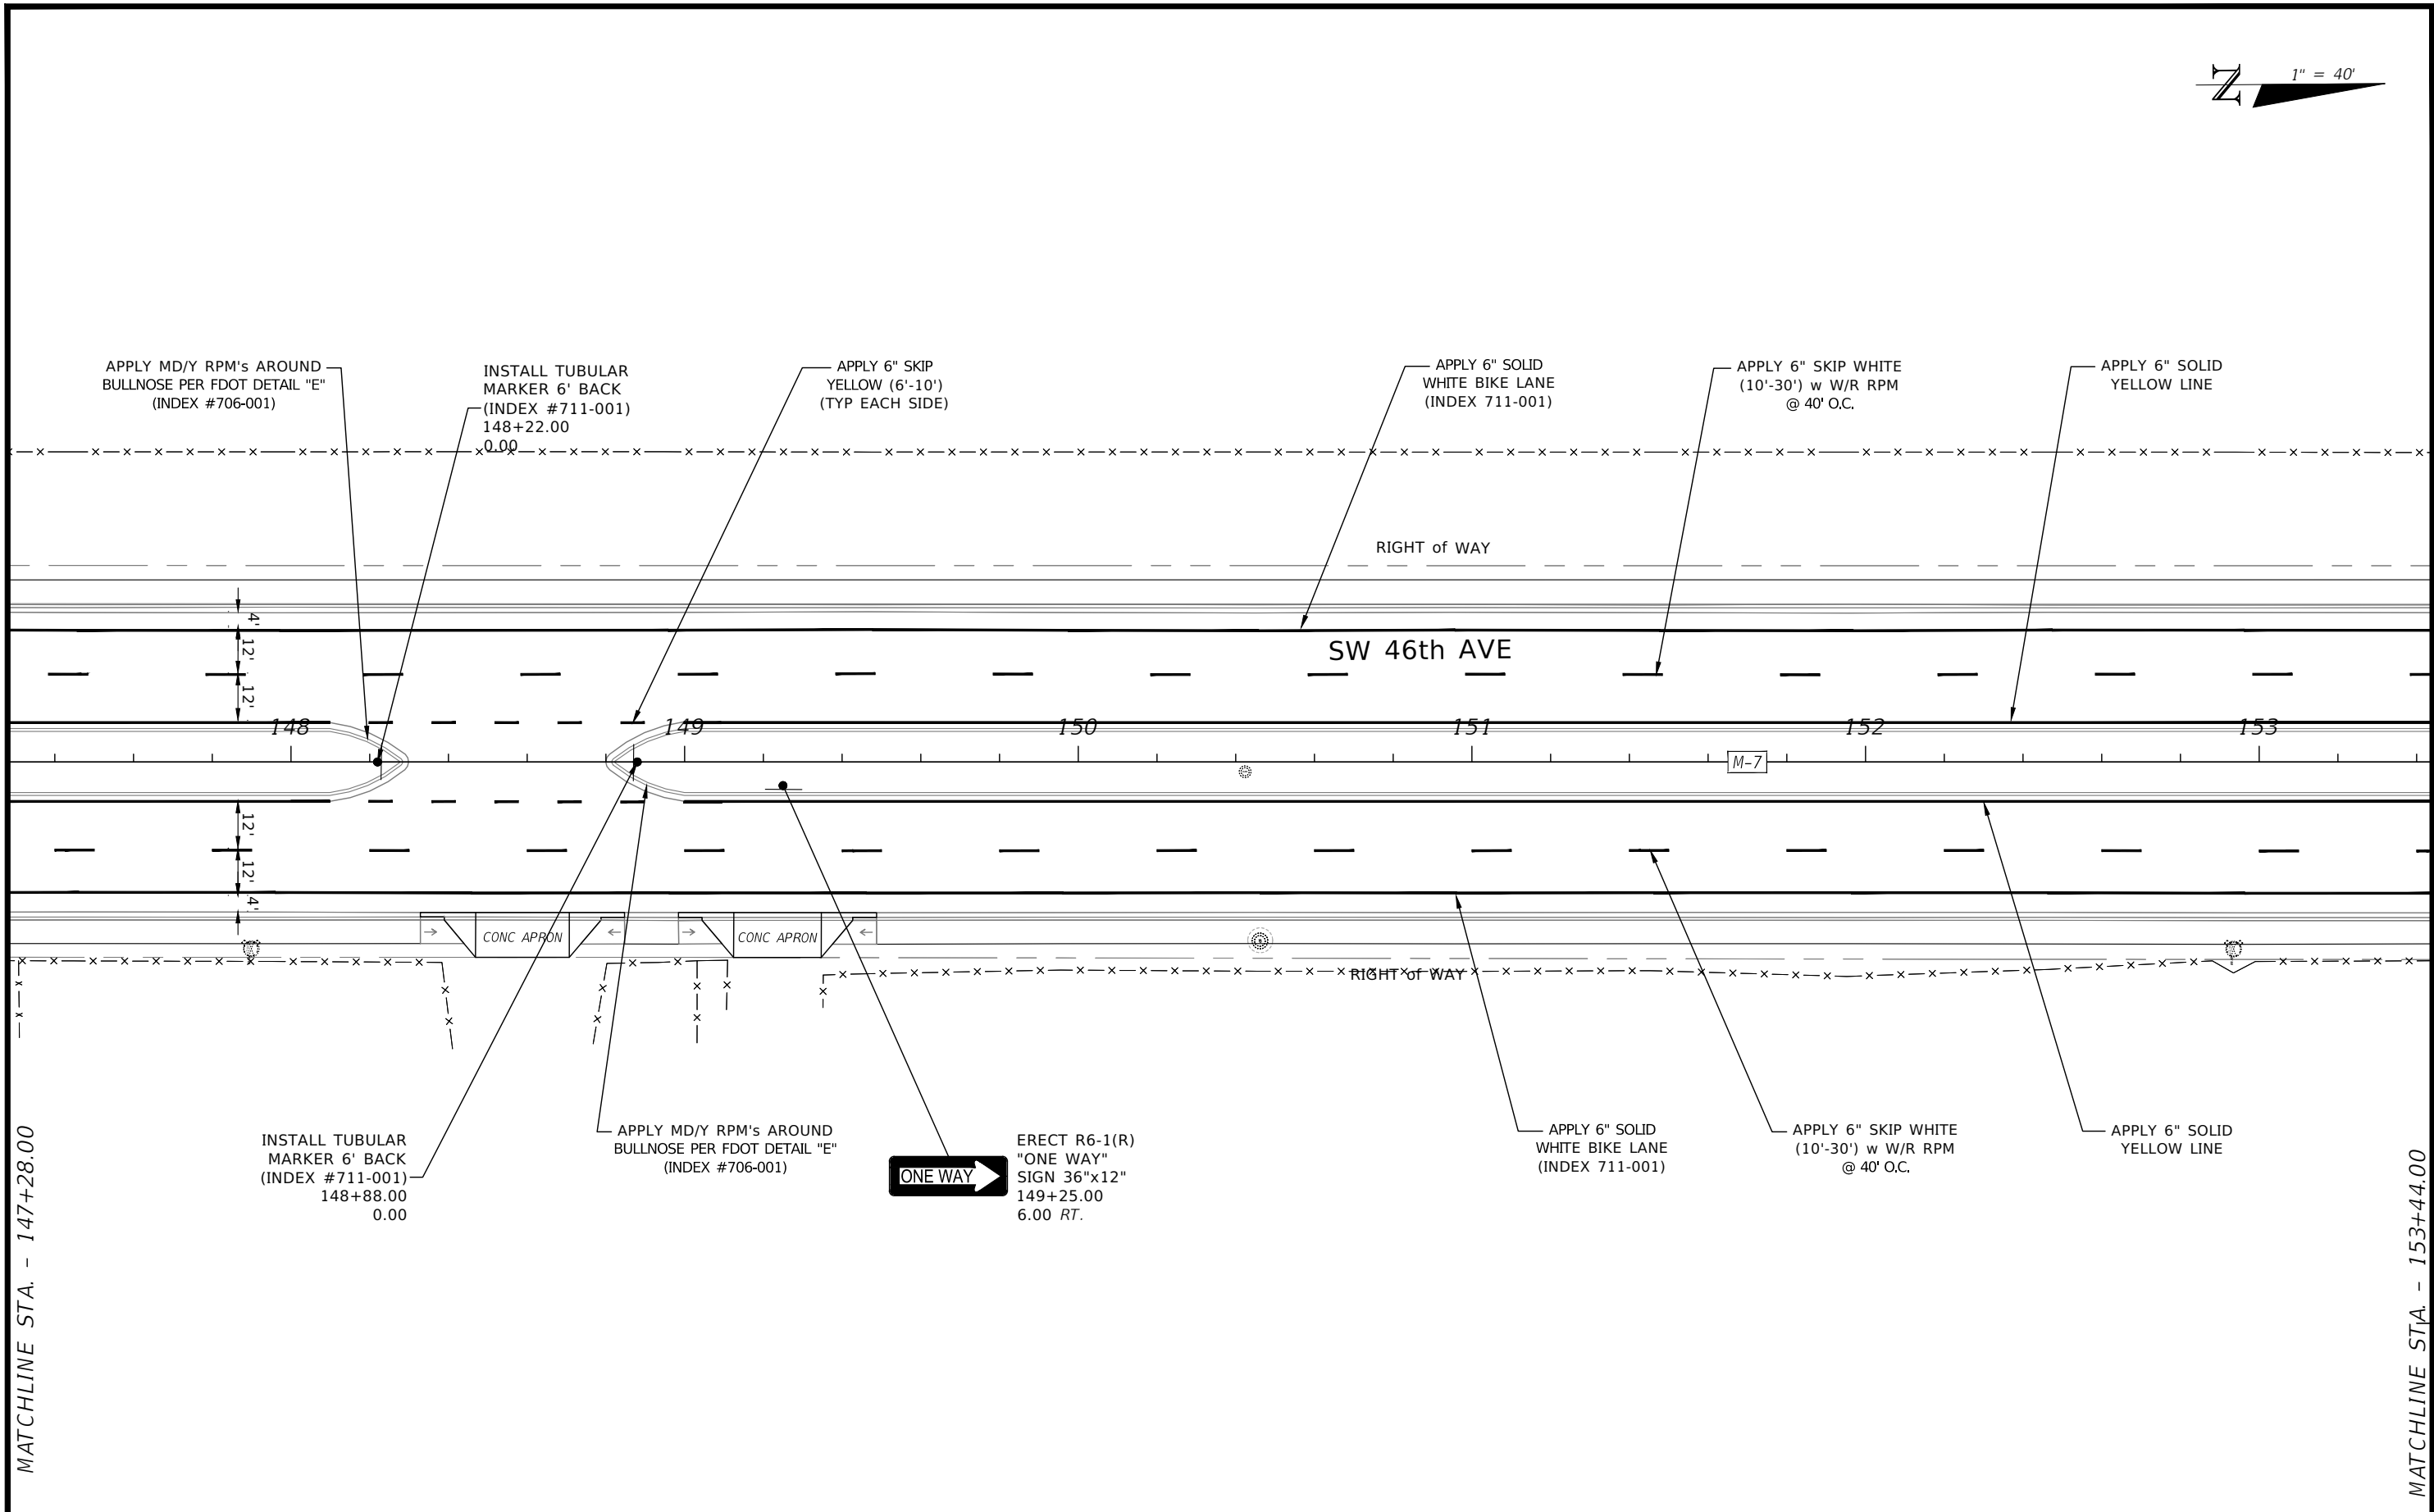 Z
1" = 40'
APPLY MD/Y RPM's AROUND
BULLNOSE PER FDOT DETAIL "E"
(INDEX #706-001)
INSTALL TUBULAR
MARKER 6' BACK
(INDEX #711-001)
148+22.00
0.00
APPLY 6" SKIP
YELLOW (6'-10')
(TYP EACH SIDE)
APPLY 6" SOLID
WHITE BIKE LANE
(INDEX 711-001)
APPLY 6" SKIP WHITE
(10'-30') w W/R RPM
@ 40' O.C.
APPLY 6" SOLID
YELLOW LINE
RIGHT of WAY
4'
12'
12'
SW 46th AVE
148
149
150
151
152
153
M-7
12'
12'
4'
CONC APRON
CONC APRON
RIGHT of WAY
INSTALL TUBULAR
MARKER 6' BACK
(INDEX #711-001)
148+88.00
0.00
APPLY MD/Y RPM's AROUND
BULLNOSE PER FDOT DETAIL "E"
(INDEX #706-001)
ONE WAY
ERECT R6-1(R)
"ONE WAY"
SIGN 36"x12"
149+25.00
6.00 RT.
APPLY 6" SOLID
WHITE BIKE LANE
(INDEX 711-001)
APPLY 6" SKIP WHITE
(10'-30') w W/R RPM
@ 40' O.C.
APPLY 6" SOLID
YELLOW LINE
MATCHLINE STA. - 147+28.00
MATCHLINE STA. - 153+44.00